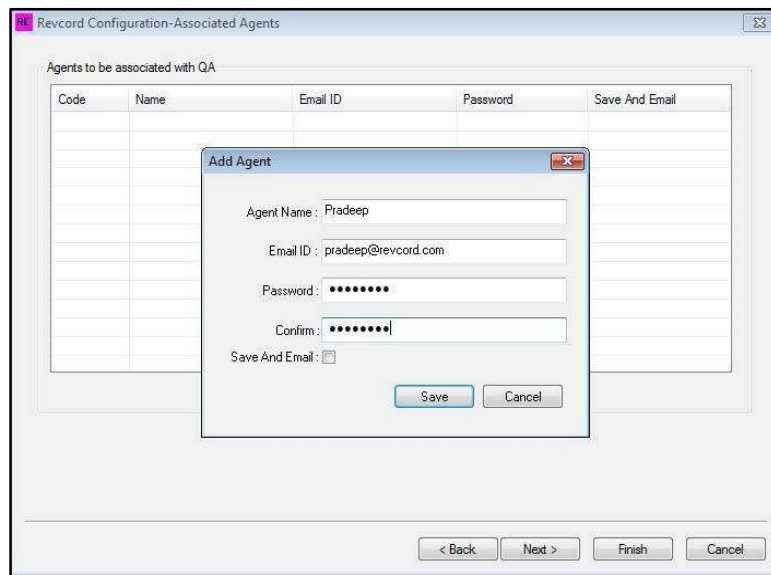 RE Revcord Configuration-Associated Agents
Agents to be associated with QA
Code Name Email ID Password Save And Email
Add Agent
Agent Name : Pradeep
Email ID : pradeep@revcord.com
Password : ●●●●●●●●
Confirm : ●●●●●●●●
Save And Email :
Save Cancel
< Back Next > Finish Cancel